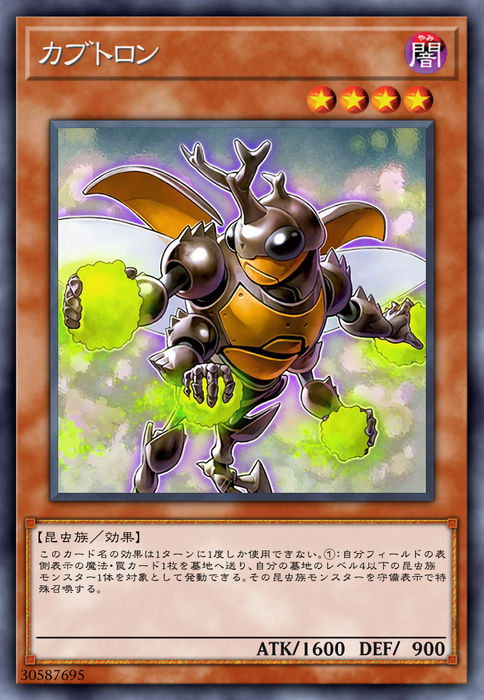 カブトロン
やみ
闇
【昆虫族／効果】
このカード名の効果は1ターンに1度しか使用できない。①:自分フィールドの表
側表示の魔法・罠カード1枚を墓地へ送り、自分の墓地のレベル4以下の昆虫族
モンスター1体を対象として発動できる。その昆虫族モンスターを守備表示で特
殊召喚する。
ATK/1600 DEF/ 900
30587695